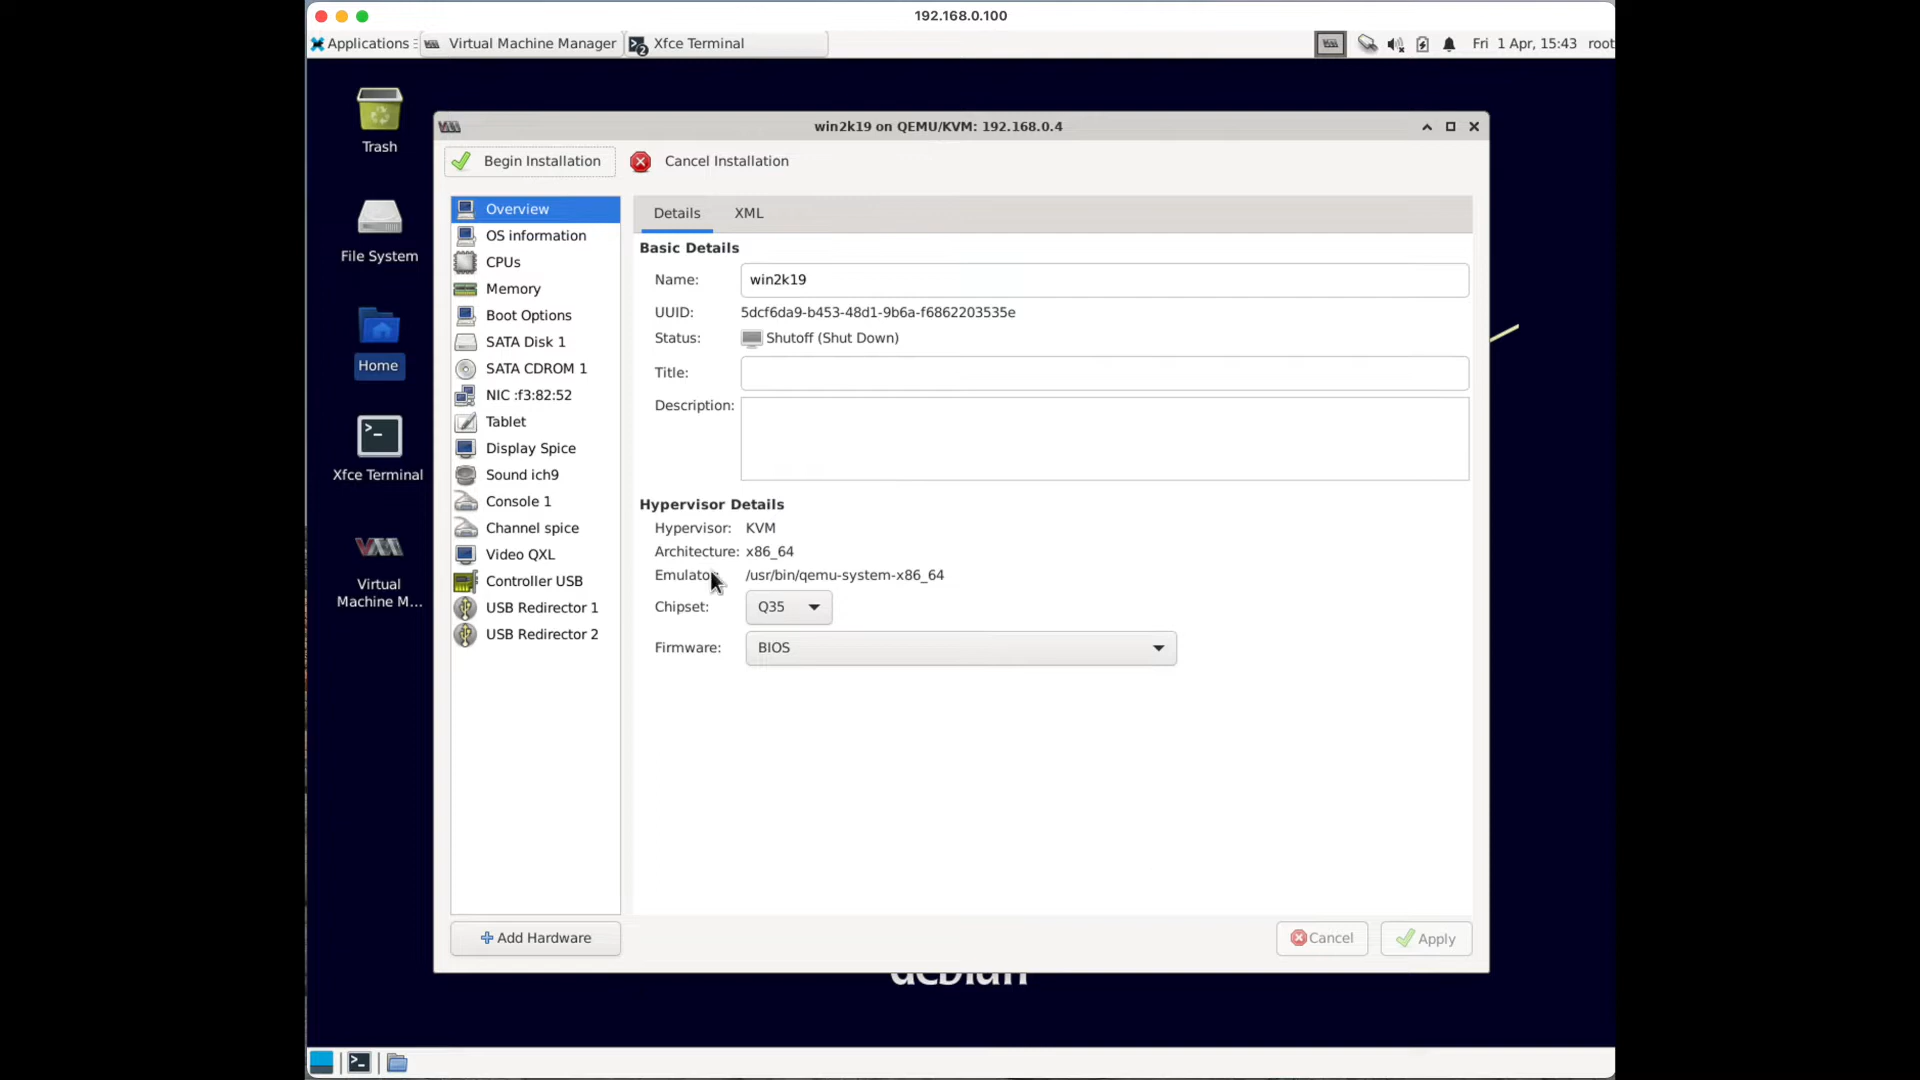 192.168.0.100
Applications
Virtual Machine Manager
2
Xfce Terminal
Fri 1 Apr, 15:43
root
Trash
File System
Home
>_
Xfce Terminal
Virtual
Machine M...
win2k19 on QEMU/KVM: 192.168.0.4
Begin Installation
Cancel Installation
Overview
OS information
CPUs
Memory
Boot Options
SATA Disk 1
SATA CDROM 1
NIC :f3:82:52
Tablet
Display Spice
Sound ich9
Console 1
Channel spice
Video QXL
Controller USB
USB Redirector 1
USB Redirector 2
Add Hardware
Details
XML
Basic Details
Name:
win2k19
UUID:
5dcf6da9-b453-48d1-9b6a-f6862203535e
Status:
Shutoff (Shut Down)
Title:
Description:
Hypervisor Details
Hypervisor: KVM
Architecture: x86_64
Emulator: /usr/bin/qemu-system-x86_64
Chipset:
Q35
Firmware:
BIOS
Cancel
Apply
debian